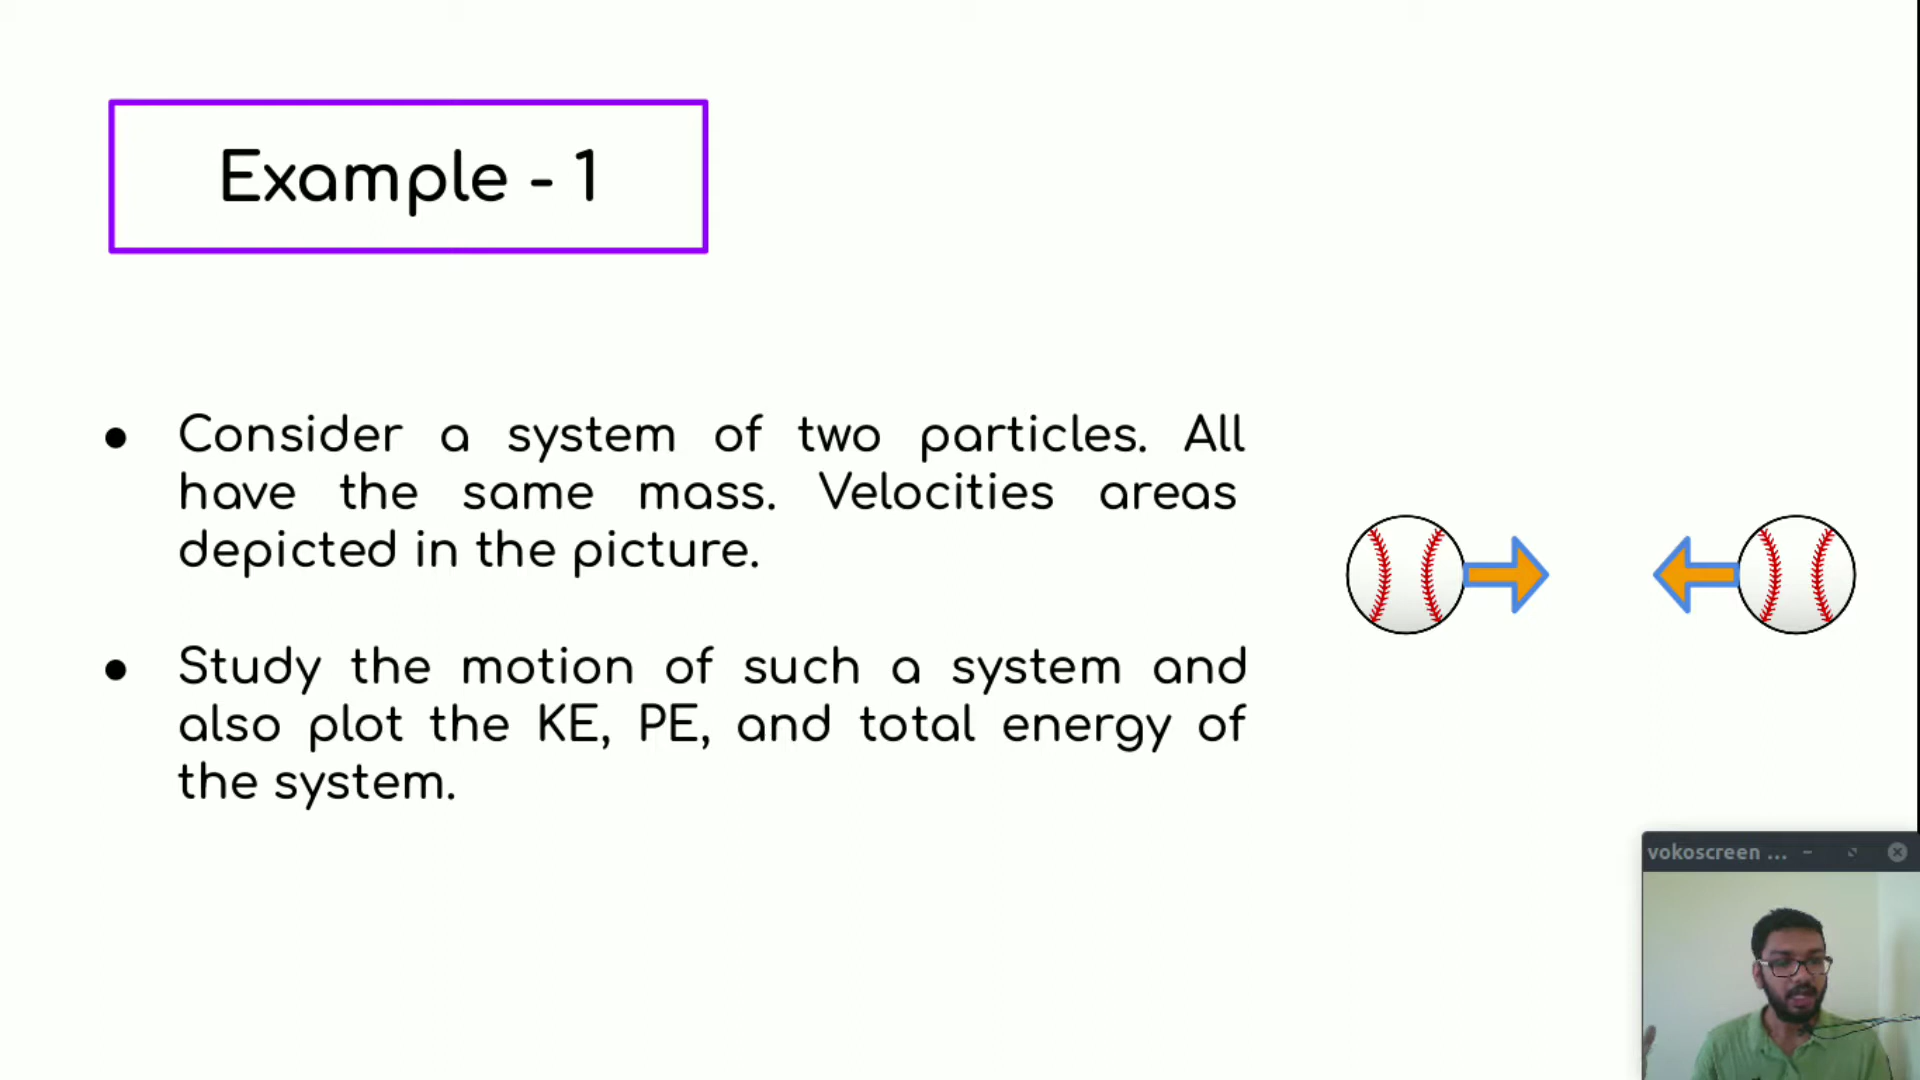 Example - 1
● Consider a system of two particles. All
have the same mass. Velocities areas
depicted in the picture.
● Study the motion of such a system and
also plot the KE, PE, and total energy of
the system.
vokoscreen ...